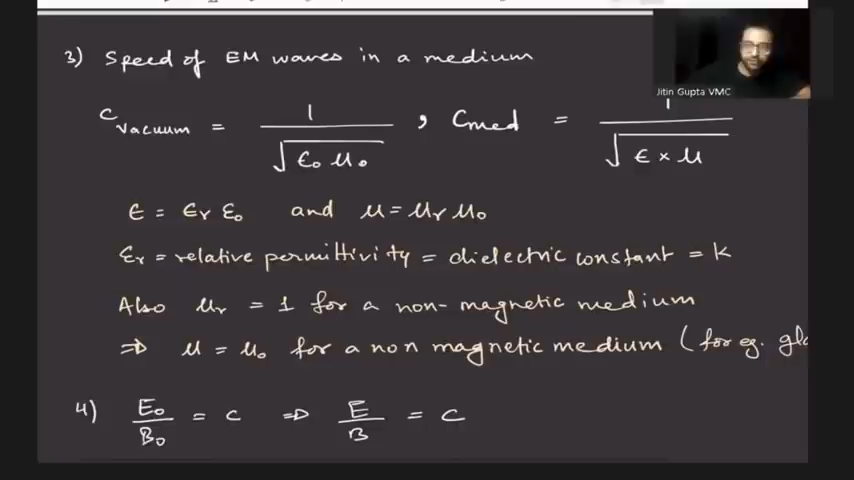 3) Speed of EM waves in a medium
Jitin Gupta VMC
C vacuum = 1 / √(ε₀ μ₀) , Cmed = 1 / √(ε × μ)
ε = εr ε₀ and μ = μr μ₀
εr = relative permittivity = dielectric constant = K
Also μr = 1 for a non-magnetic medium
⇒ μ = μ₀ for a non magnetic medium (for eg.
4) E₀/B₀ = C ⇒ E/B = C